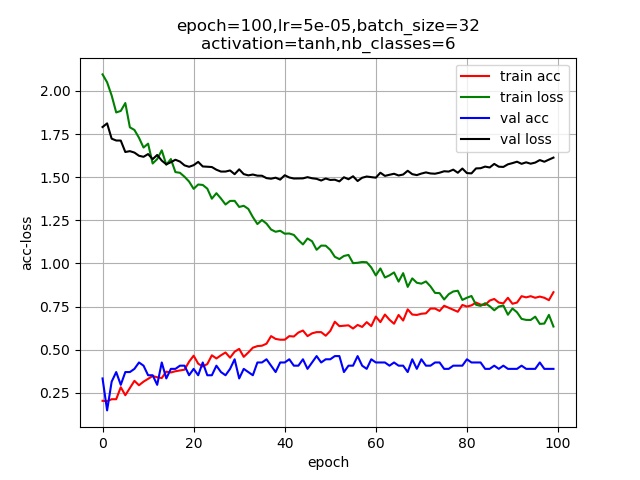 epoch=100,lr=5e-05,batch_size=32
activation=tanh,nb_classes=6
train acc
train loss
val acc
val loss
2.00
1.75
1.50
1.25
1.00
0.75
0.50
0.25
acc-loss
0 20 40 60 80 100
epoch